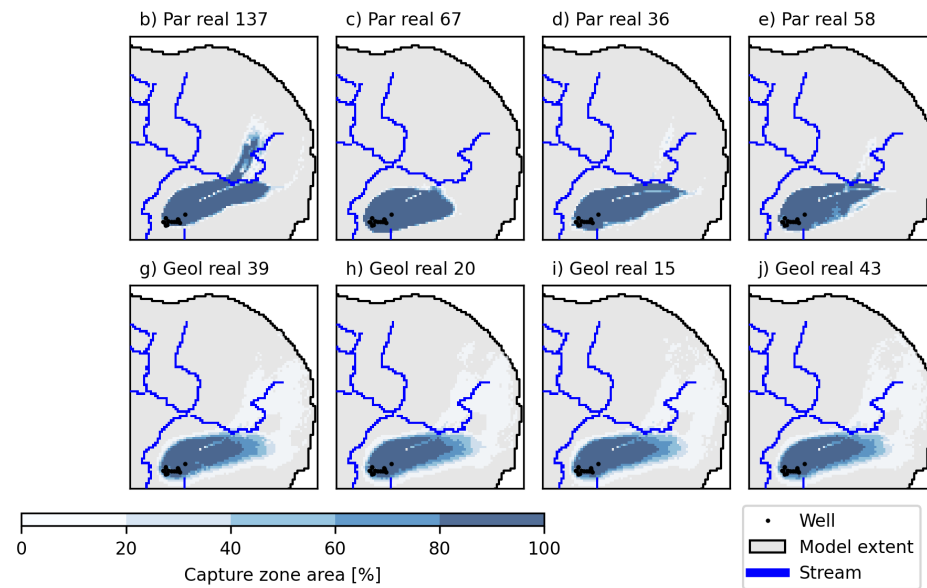 b) Par real 137
c) Par real 67
d) Par real 36
e) Par real 58
g) Geol real 39
h) Geol real 20
i) Geol real 15
j) Geol real 43
0 20 40 60 80 100
Capture zone area [%]
Well
Model extent
Stream